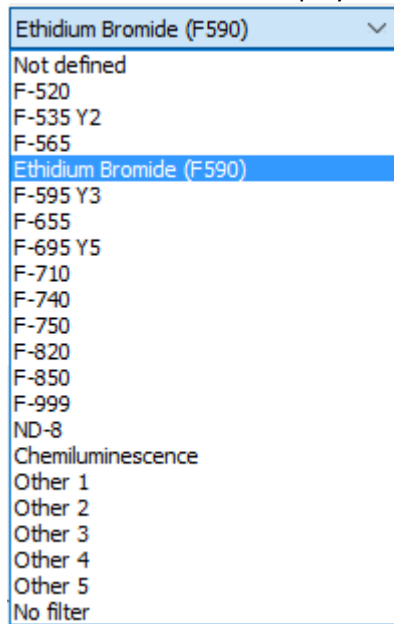 Ethidium Bromide (F590)
Not defined
F-520
F-535 Y2
F-565
Ethidium Bromide (F590)
F-595 Y3
F-655
F-695 Y5
F-710
F-740
F-750
F-820
F-850
F-999
ND-8
Chemiluminescence
Other 1
Other 2
Other 3
Other 4
Other 5
No filter